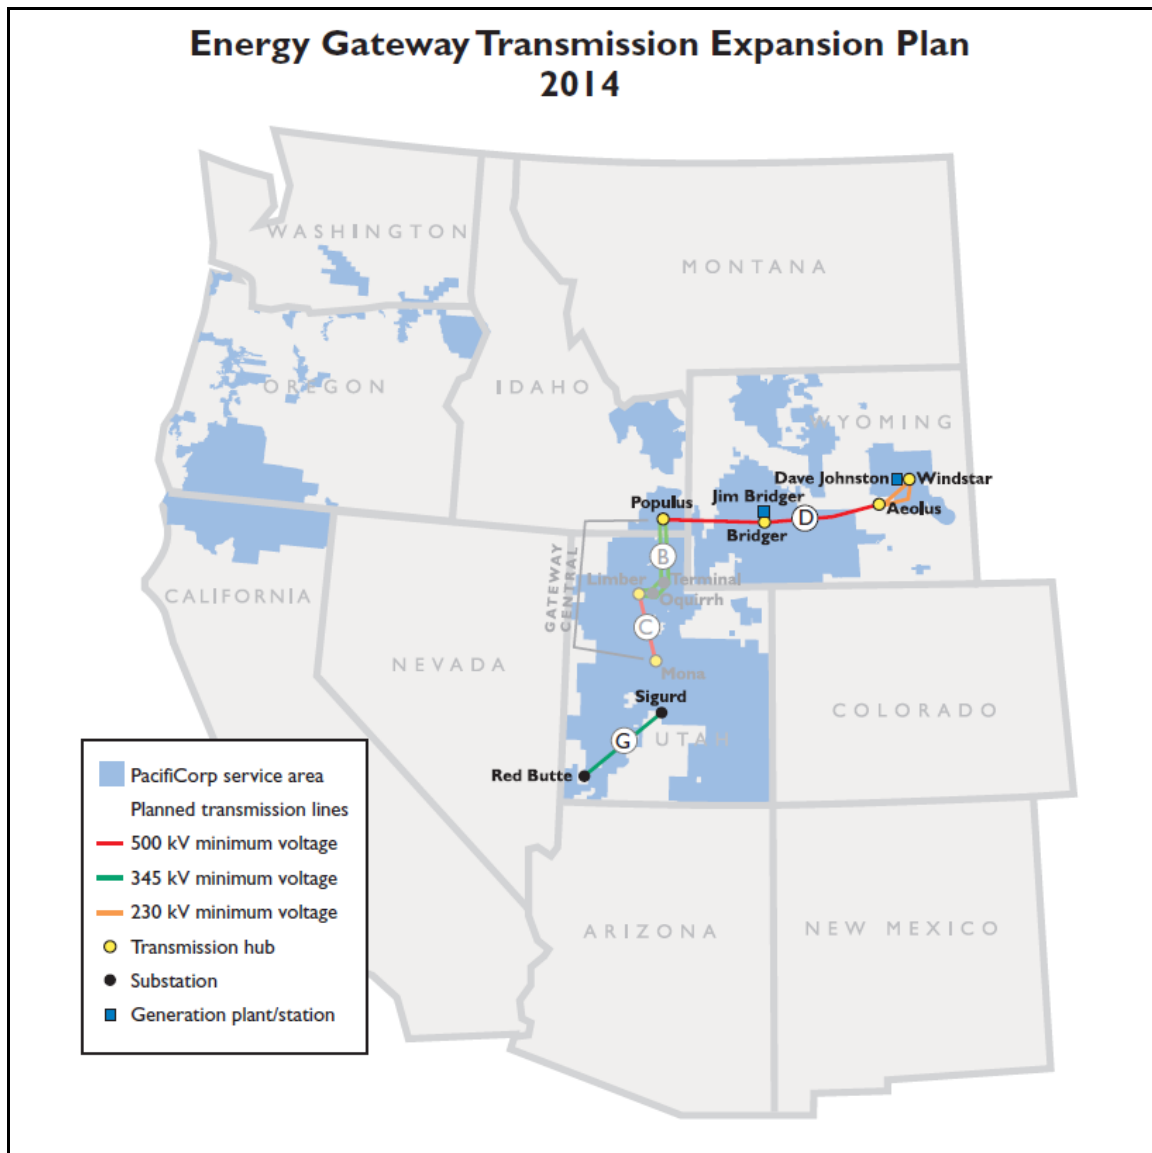 Energy Gateway Transmission Expansion Plan
2014
WASHINGTON
MONTANA
OREGON
IDAHO
WYOMING
Dave Johnston
Windstar
Jim Bridger
Populus
Aeolus
D
Bridger
B
GATEWAY
CENTRAL
Limber
Terminal
Oquirrh
CALIFORNIA
C
NEVADA
Mona
Sigurd
COLORADO
G
UTAH
Red Butte
PacifiCorp service area
Planned transmission lines
500 kV minimum voltage
345 kV minimum voltage
230 kV minimum voltage
Transmission hub
Substation
Generation plant/station
ARIZONA
NEW MEXICO